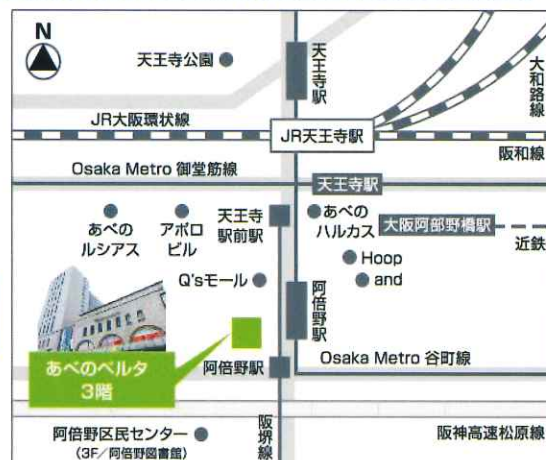 N
天王寺公園
天王寺駅
大和路線
JR大阪環状線
JR天王寺駅
阪和線
Osaka Metro 御堂筋線
天王寺駅
あべの
ルシアス
アポロ
ビル
天王寺
駅前駅
あべの
ハルカス
大阪阿部野橋駅
近鉄
Hoop
and
Q'sモール
阿倍野駅
あべのベルタ
3階
阿倍野駅
Osaka Metro 谷町線
阪堺線
阿倍野区民センター
(3F/阿倍野図書館)
阪神高速松原線